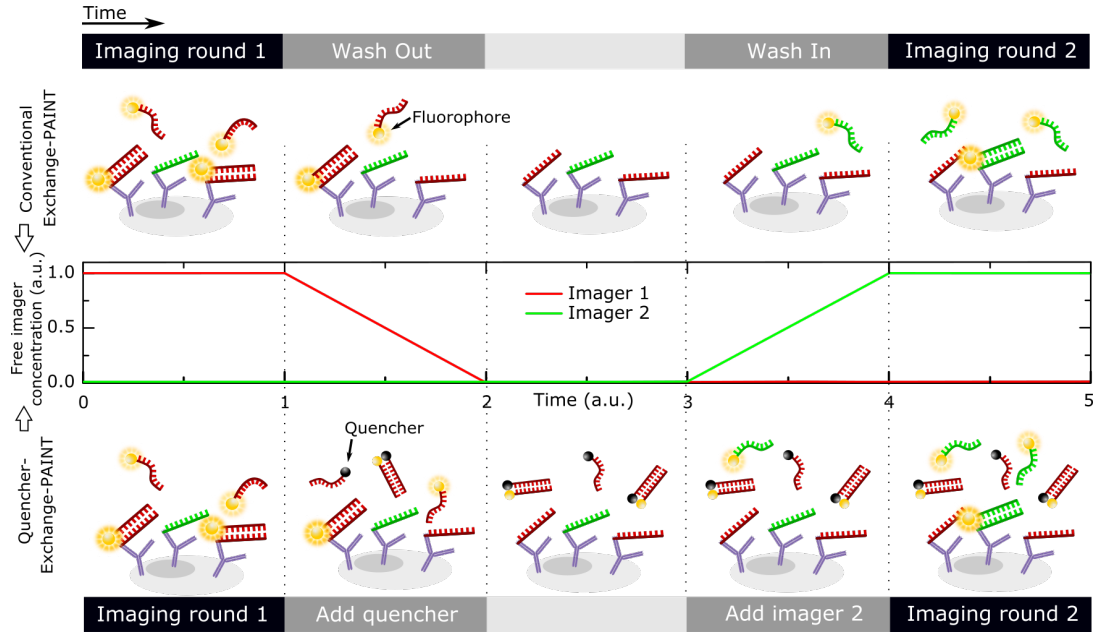 Time
Imaging round 1
Wash Out
Wash In
Imaging round 2
Conventional
Exchange-PAINT
Fluorophore
Free imager
concentration (a.u.)
1.0
0.5
0.0
Imager 1
Imager 2
0
1
2
Time (a.u.)
3
4
5
Quencher-
Exchange-PAINT
Quencher
Imaging round 1
Add quencher
Add imager 2
Imaging round 2